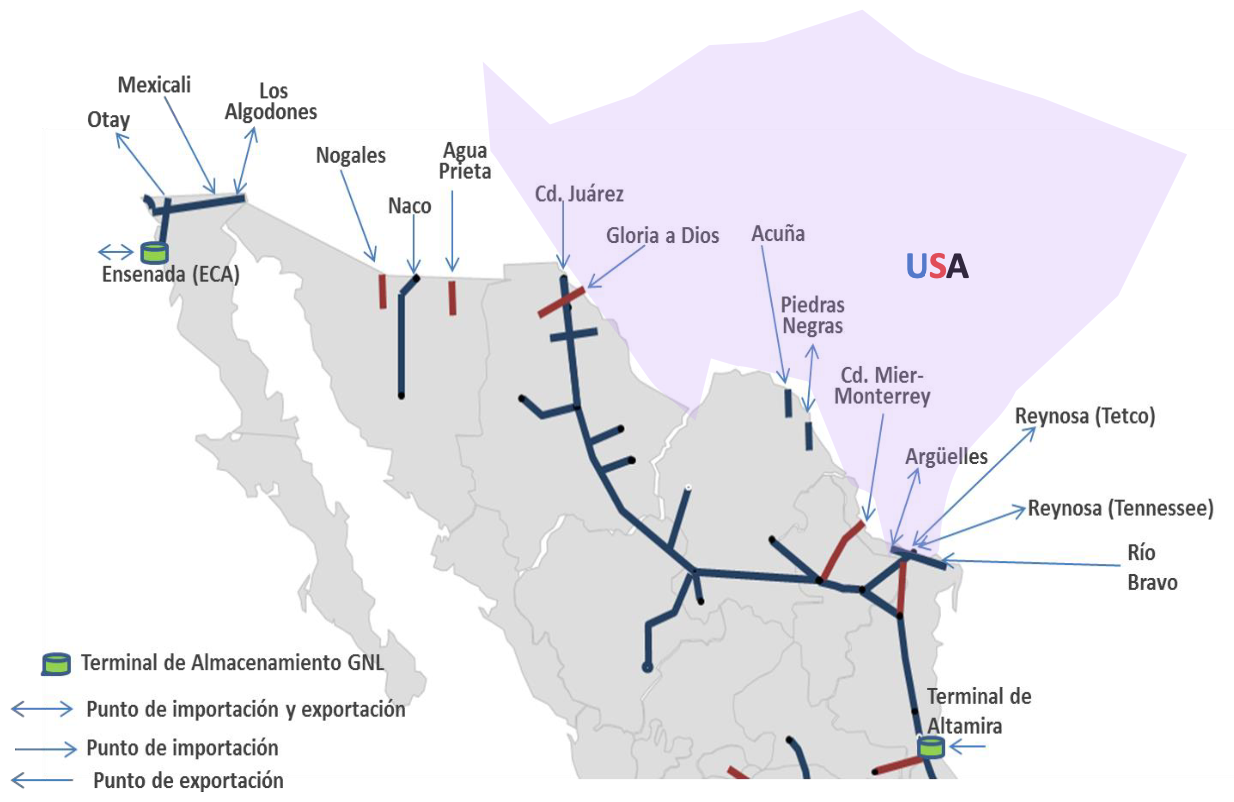 Mexicali
Los
Algodones
Otay
Nogales
Agua
Prieta
Naco
Cd. Juárez
Gloria a Dios
Acuña
USA
Ensenada (ECA)
Piedras
Negras
Cd. Mier-
Monterrey
Reynosa (Tetco)
Argüelles
Reynosa (Tennessee)
Río
Bravo
Terminal de Almacenamiento GNL
Punto de importación y exportación
Punto de importación
Punto de exportación
Terminal de
Altamira